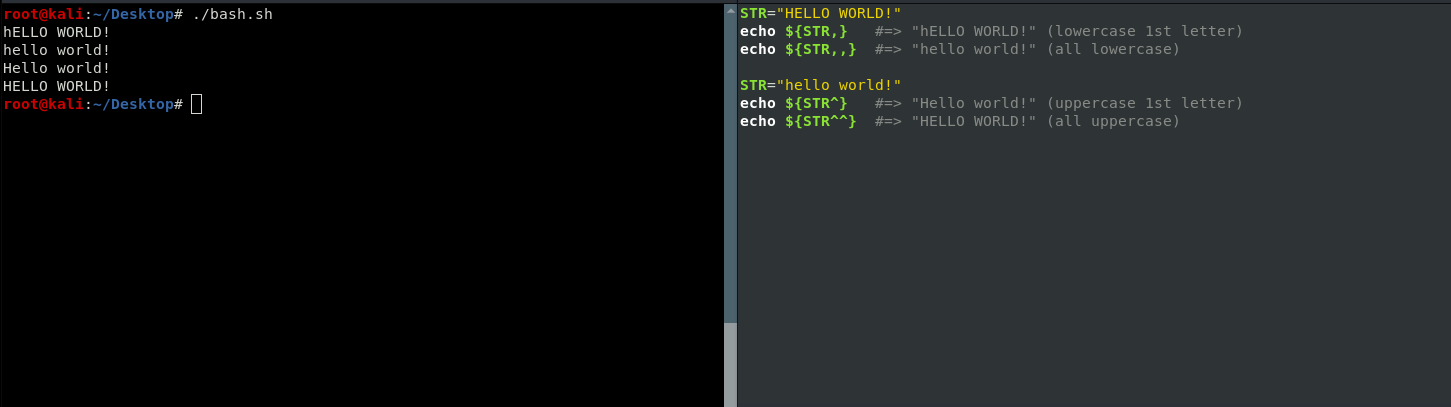 root@kali:~/Desktop# ./bash.sh
hELLO WORLD!
hello world!
Hello world!
HELLO WORLD!
root@kali:~/Desktop#
STR="HELLO WORLD!"
echo ${STR,}   #=> "hELLO WORLD!" (lowercase 1st letter)
echo ${STR,,}  #=> "hello world!" (all lowercase)
STR="hello world!"
echo ${STR^}   #=> "Hello world!" (uppercase 1st letter)
echo ${STR^^}  #=> "HELLO WORLD!" (all uppercase)